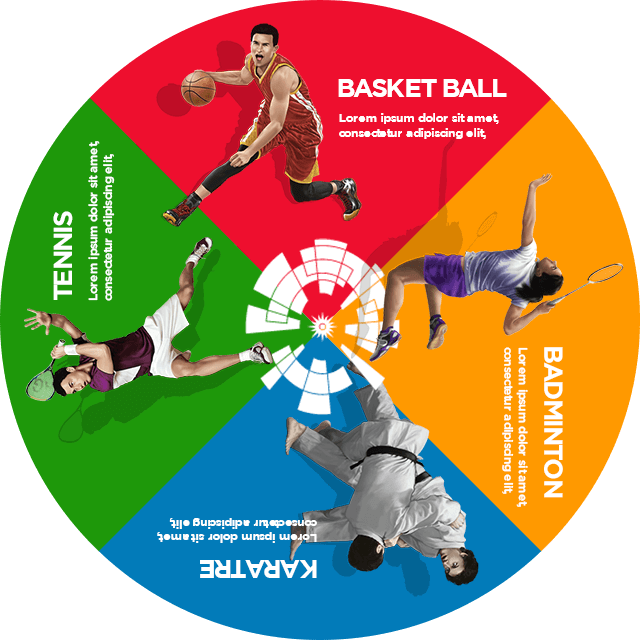 BASKET BALL
Lorem ipsum dolor sit amet,
consectetur adipiscing elit,
BADMINTON
Lorem ipsum dolor sit amet,
consectetur adipiscing elit,
KARATRE
Lorem ipsum dolor sit amet,
consectetur adipiscing elit,
TENNIS
Lorem ipsum dolor sit amet,
consectetur adipiscing elit,